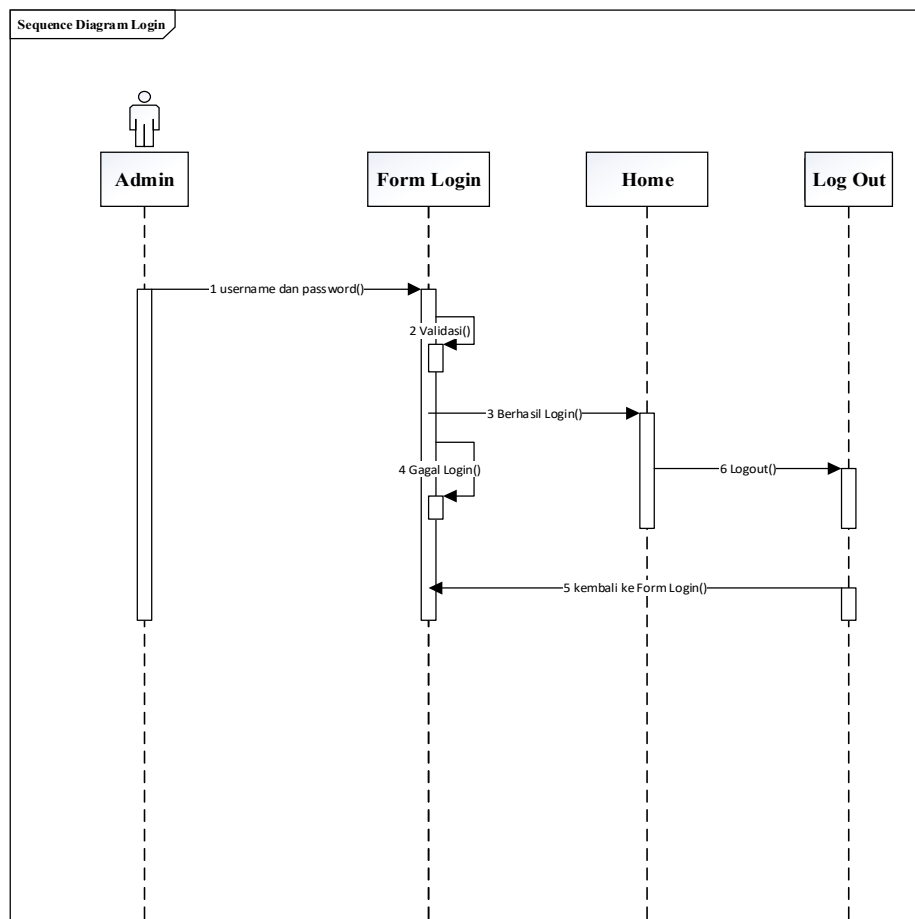 Sequence Diagram Login
Admin
Form Login
Home
Log Out
1 username dan password()
2 Validasi()
3 Berhasil Login()
4 Gagal Login()
6 Logout()
5 kembali ke Form Login()